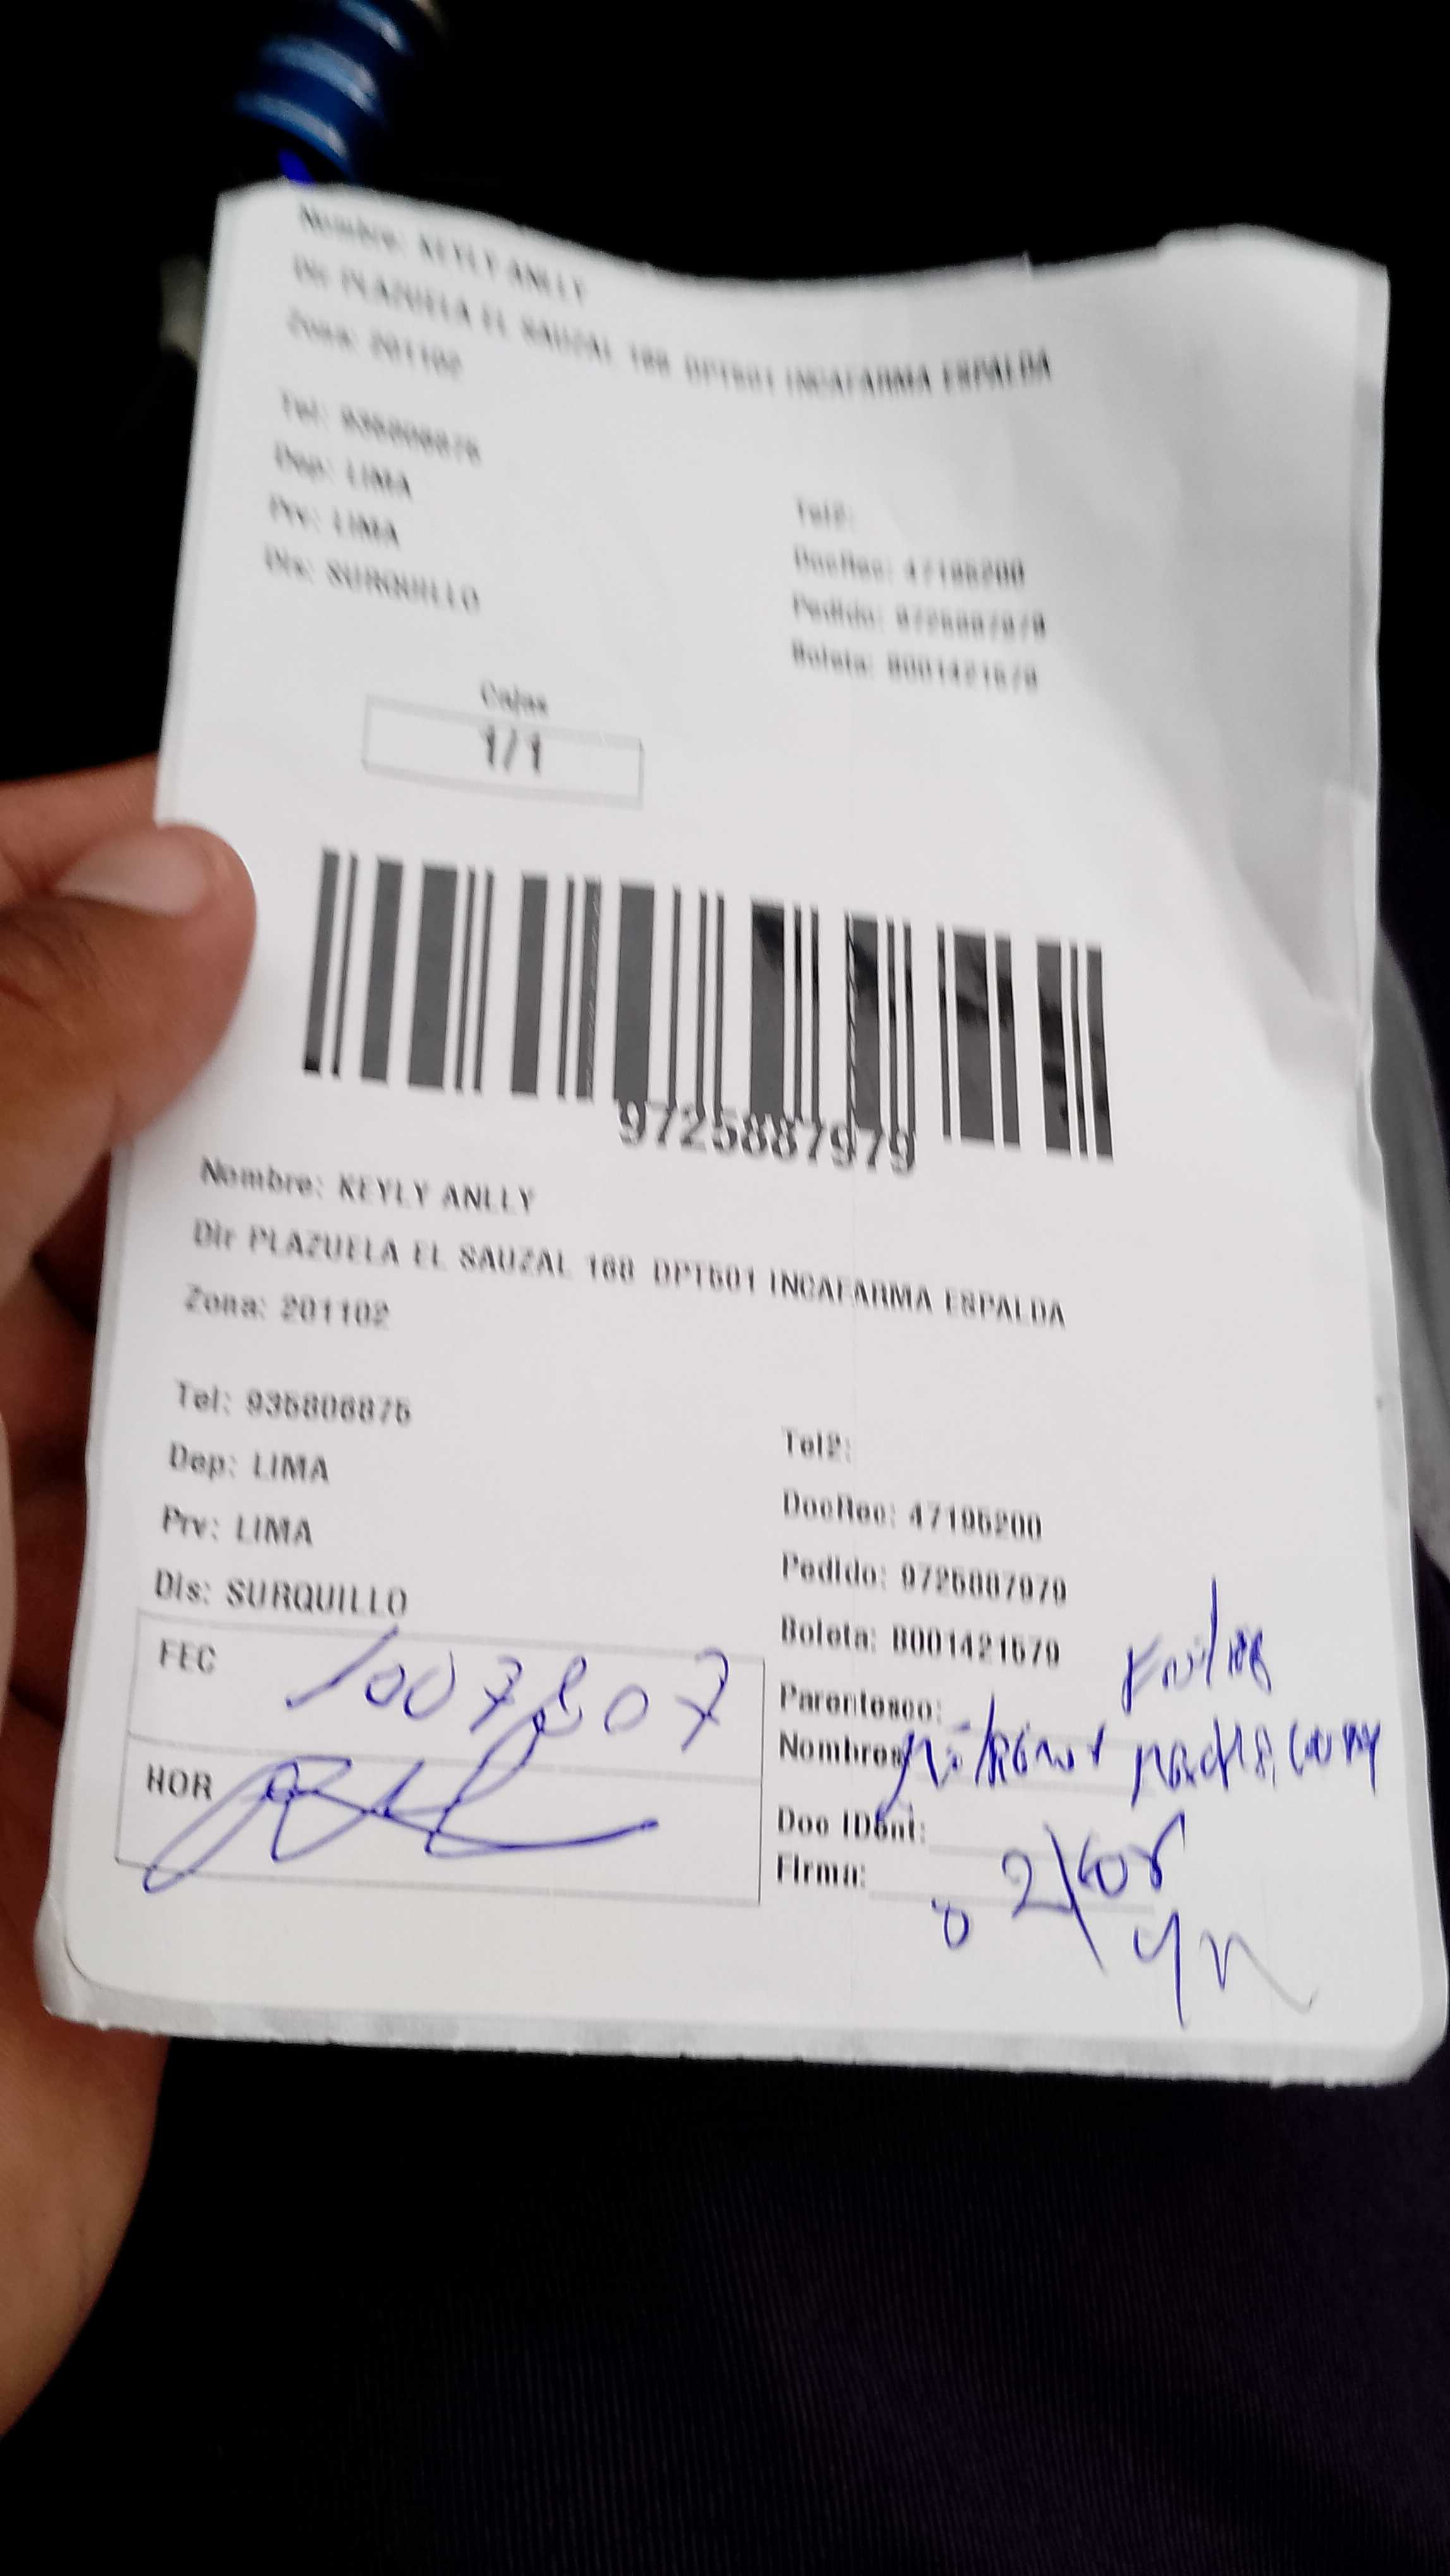 Nombre: KEYLY ANLLY
Dir PLAZUELA EL SAUZAL 168 DPT501 INCAFARMA ESPALDA
Zona: 201102
Tel: 935806875
Dep: LIMA
Prv: LIMA
Dis: SURQUILLO
Tel2:
DocRec: 47195200
Pedido: 9725887979
Boleta: B001421579
Cajas
1/1
9725887979
Nombre: KEYLY ANLLY
Dir PLAZUELA EL SAUZAL 168 DPT501 INCAFARMA ESPALDA
Zona: 201102
Tel: 935806875
Dep: LIMA
Prv: LIMA
Dis: SURQUILLO
Tel2:
DocRec: 47195200
Pedido: 9725887979
Boleta: B001421579
FEC
HOR
Parentesco:
Nombres
Doc IDent:
Firma: